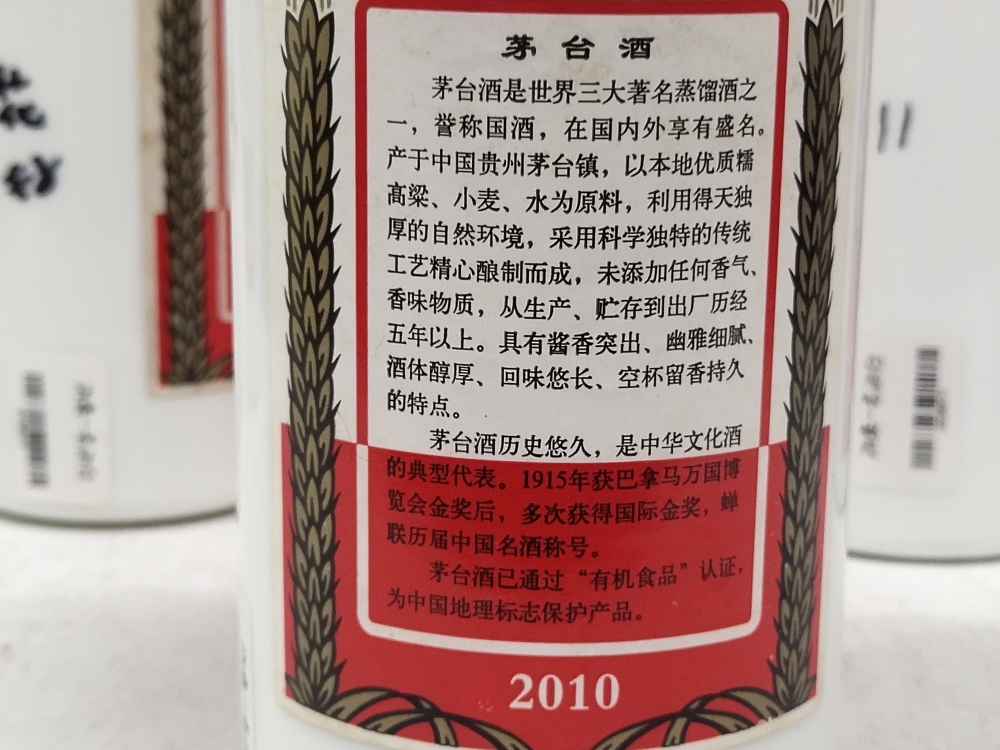 茅台酒
茅台酒是世界三大著名蒸馏酒之
一，誉称国酒，在国内外享有盛名。
产于中国贵州茅台镇，以本地优质糯
高粱、小麦、水为原料，利用得天独
厚的自然环境，采用科学独特的传统
工艺精心酿制而成，未添加任何香气、
香味物质，从生产、贮存到出厂历经
五年以上。具有酱香突出、幽雅细腻、
酒体醇厚、回味悠长、空杯留香持久
的特点。
茅台酒历史悠久，是中华文化酒
的典型代表。1915年获巴拿马万国博
览会金奖后，多次获得国际金奖，蝉
联历届中国名酒称号。
茅台酒已通过“有机食品”认证，
为中国地理标志保护产品。
2010